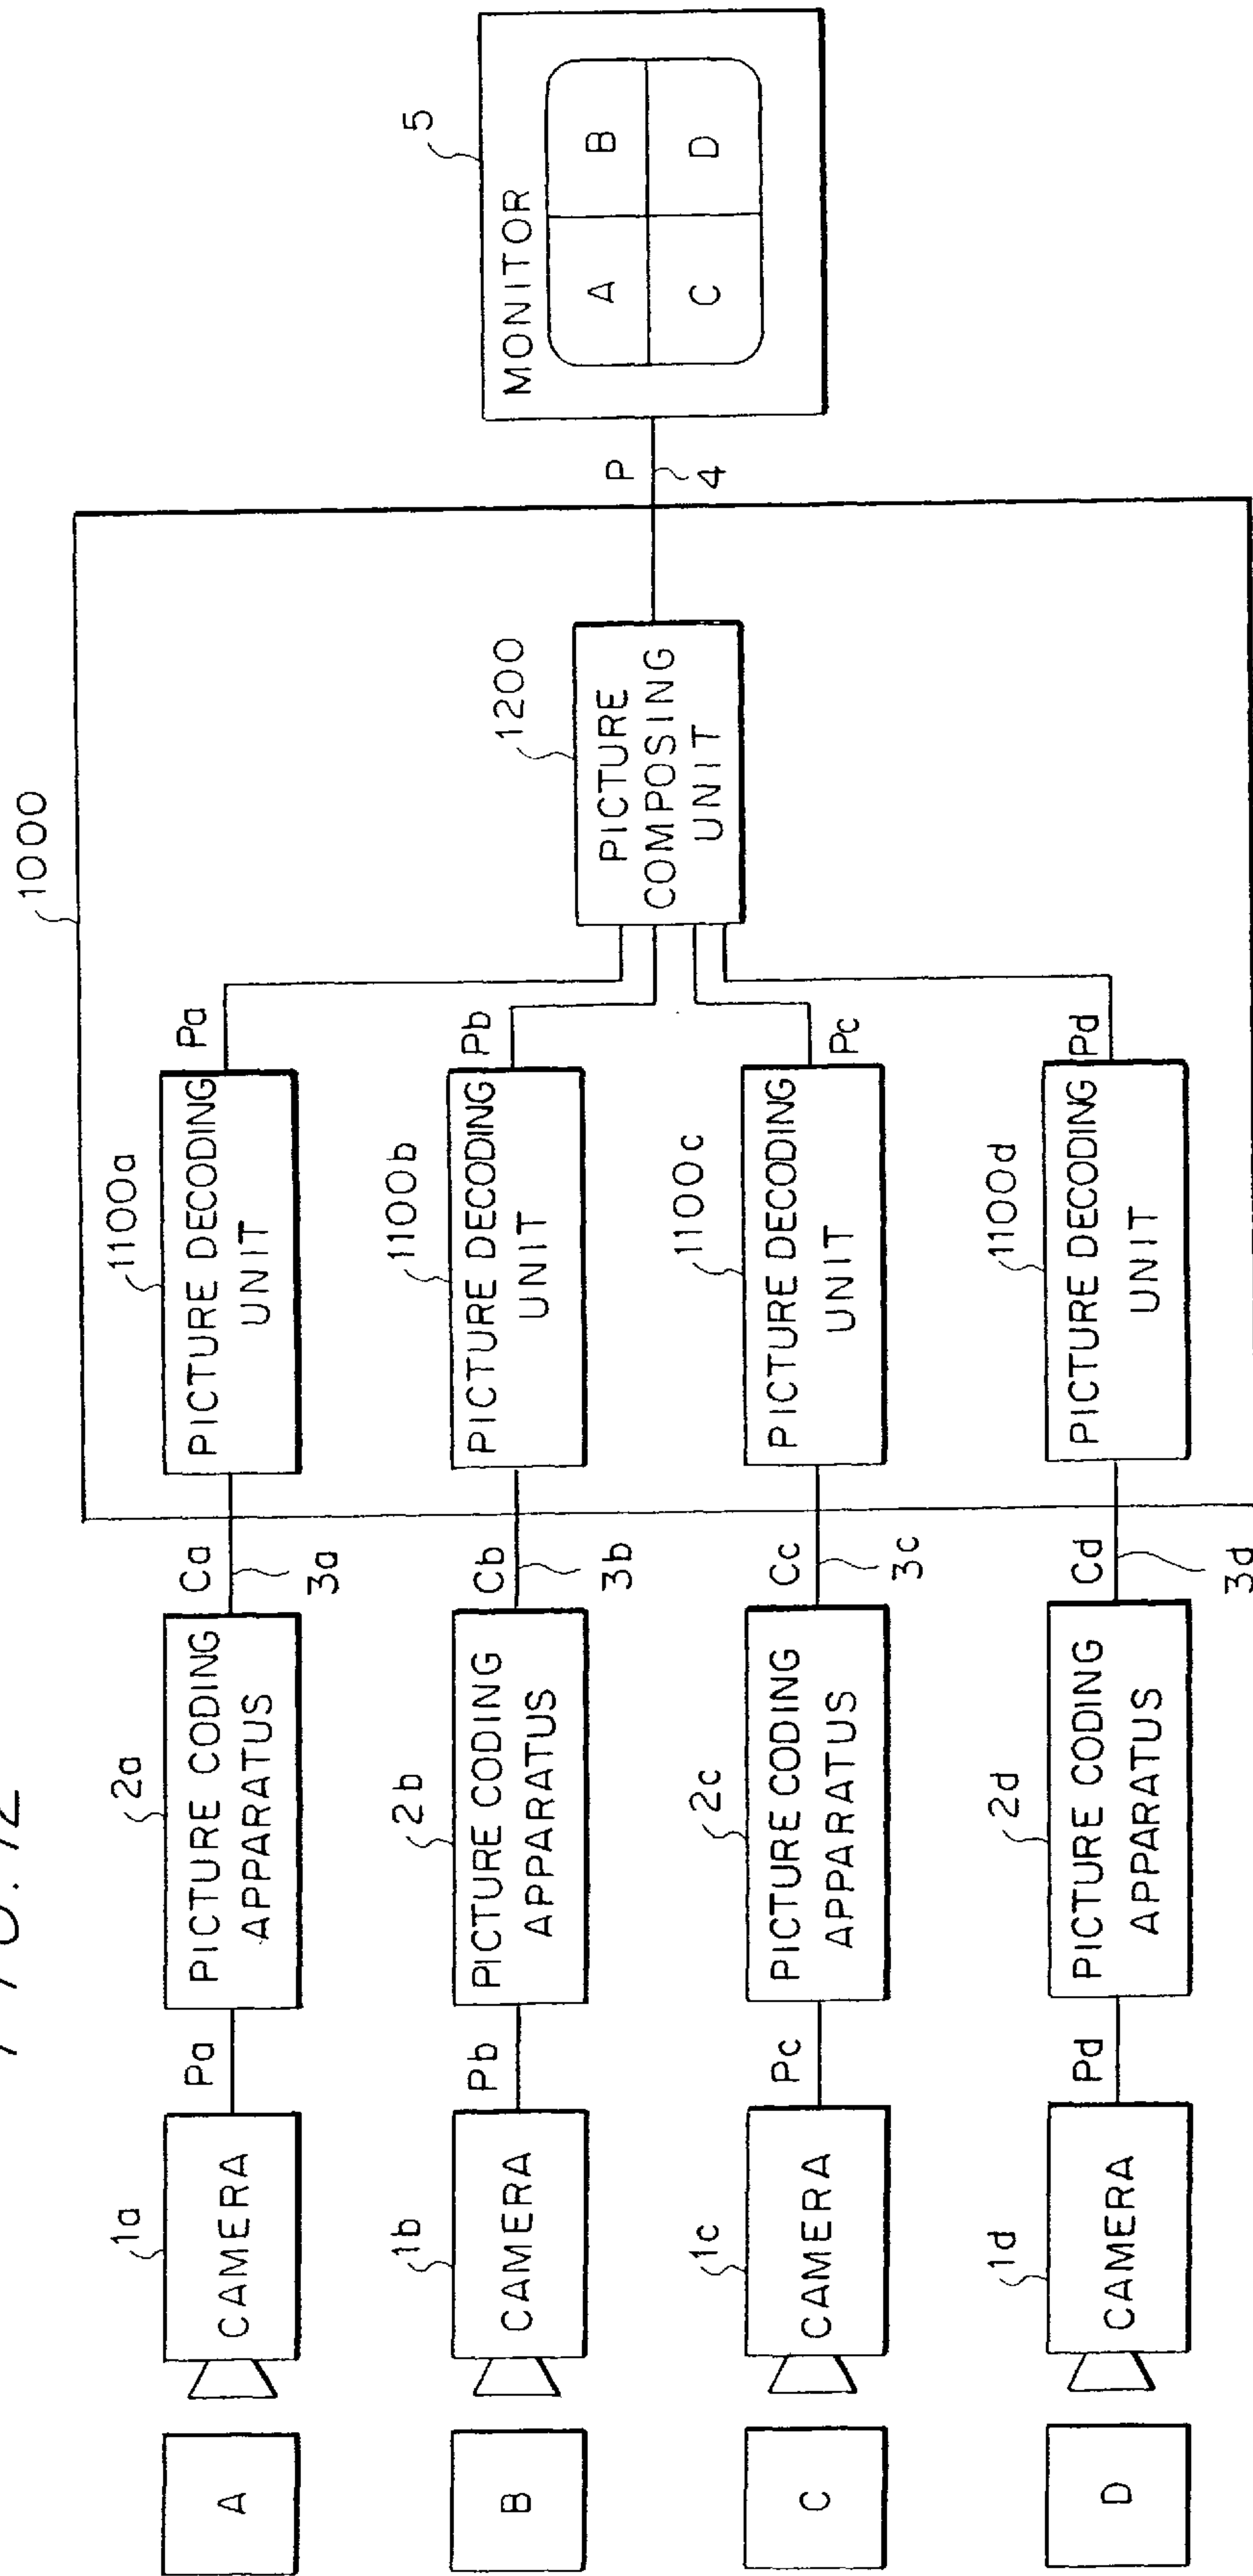 1000
A
1a
CAMERA
Pa
2a
PICTURE CODING
APPARATUS
Ca
3a
1100a
PICTURE DECODING
UNIT
Pa
B
1b
CAMERA
Pb
2b
PICTURE CODING
APPARATUS
Cb
3b
1100b
PICTURE DECODING
UNIT
Pb
C
1c
CAMERA
Pc
2c
PICTURE CODING
APPARATUS
Cc
3c
1100c
PICTURE DECODING
UNIT
Pc
D
1d
CAMERA
Pd
2d
PICTURE CODING
APPARATUS
Cd
3d
1100d
PICTURE DECODING
UNIT
Pd
1200
PICTURE
COMPOSING
UNIT
P
4
5
MONITOR
A B
C D